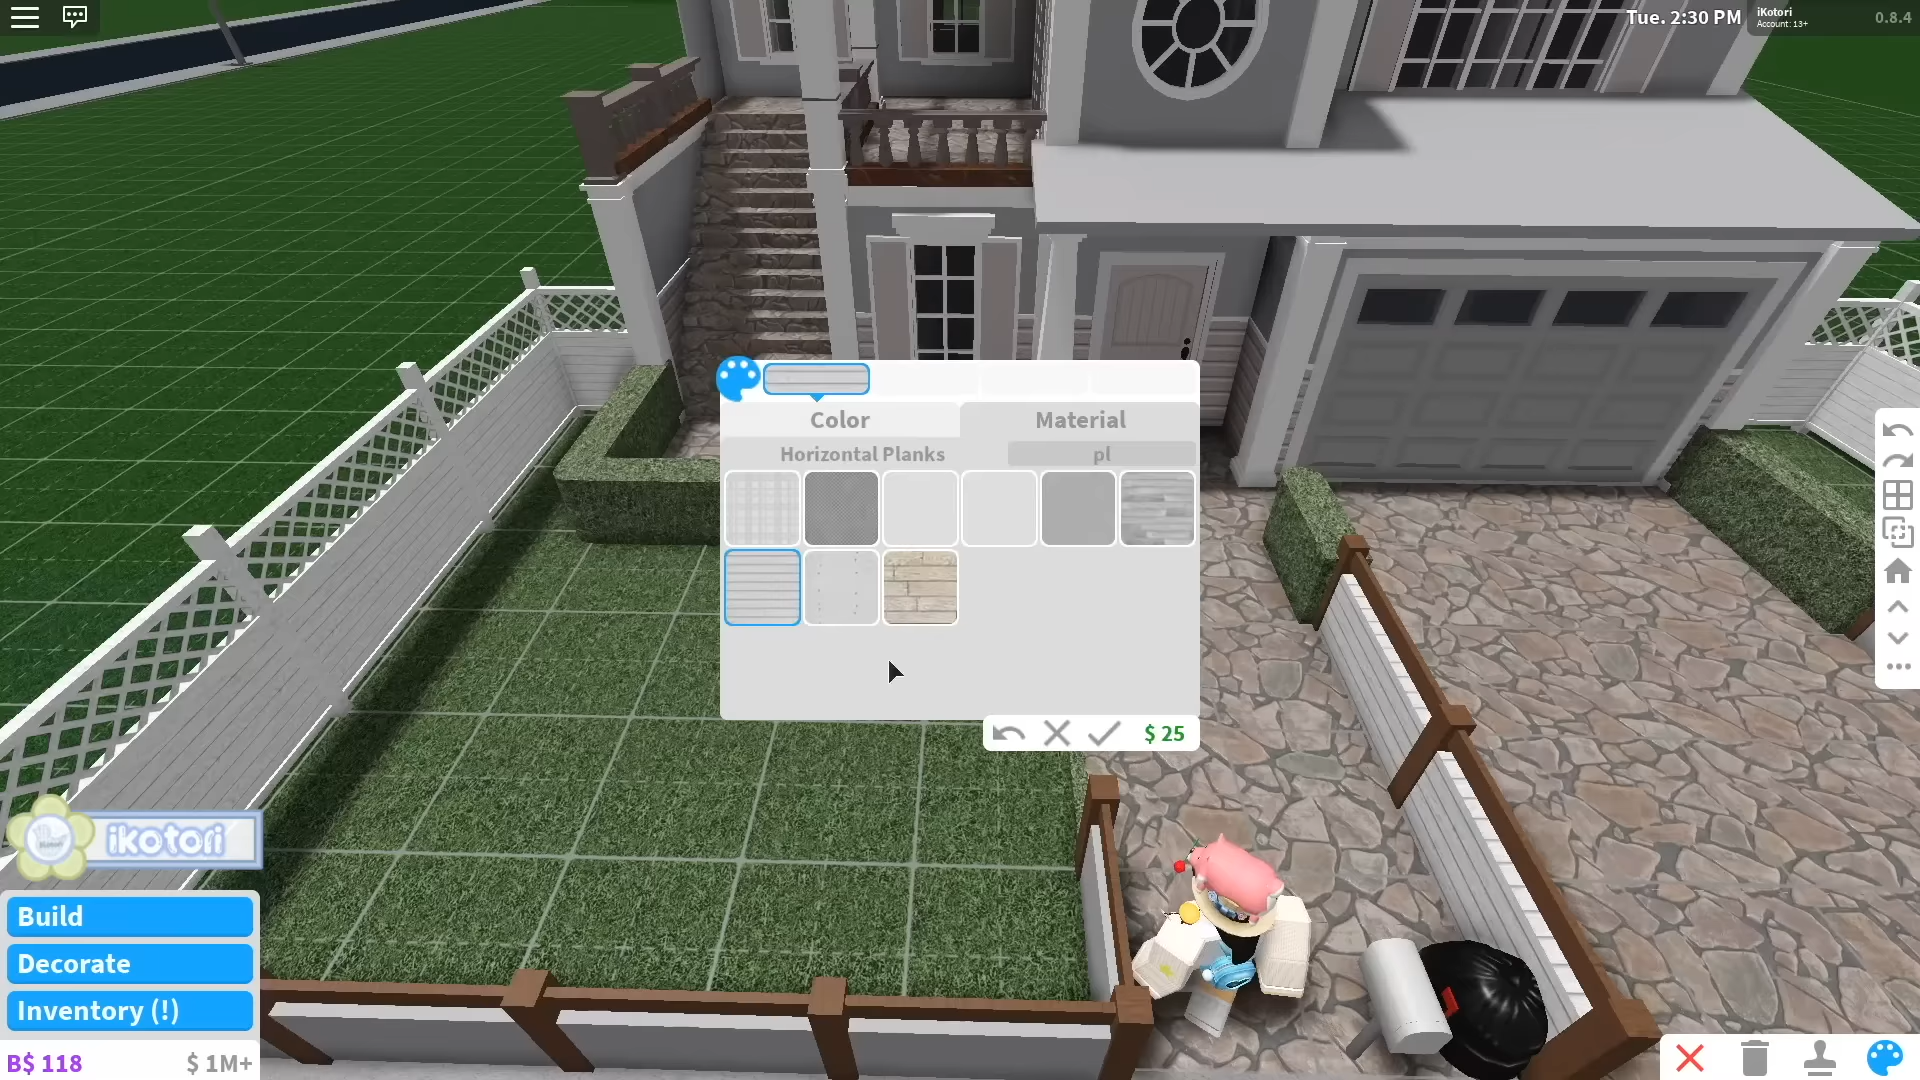 Tue. 2:30 PM
iKotori
Account: 13+
0.8.4
Color
Material
Horizontal Planks
pl
$ 25
ikotori
Build
Decorate
Inventory (!)
B$ 118
$ 1M+